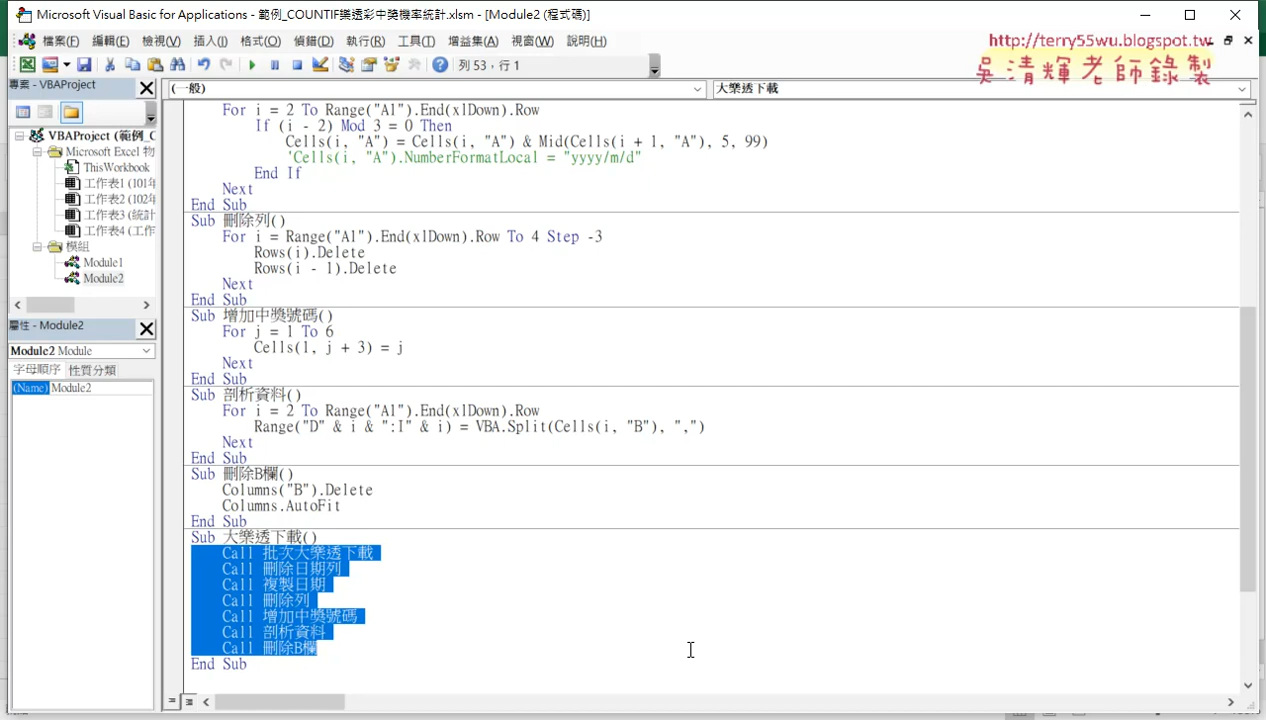 Microsoft Visual Basic for Applications - 範例_COUNTIF樂透彩中獎機率統計.xlsm - [Module2 (程式碼)]
檔案(F) 編輯(E) 檢視(V) 插入(I) 格式(O) 偵錯(D) 執行(R) 工具(T) 增益集(A) 視窗(W) 說明(H)
http://terry55wu.blogspot.tw
吳清輝老師錄製
列 53，行 1
專案 - VBAProject
(一般)
大樂透下載
VBAProject (範例_C
Microsoft Excel 物
ThisWorkbook
工作表1 (101年
工作表2 (102年
工作表3 (統計
工作表4 (工作
模組
Module1
Module2
屬性 - Module2
Module2 Module
字母順序 性質分類
(Name) Module2
For i = 2 To Range("A1").End(xlDown).Row
If (i - 2) Mod 3 = 0 Then
Cells(i, "A") = Cells(i, "A") & Mid(Cells(i + 1, "A"), 5, 99)
'Cells(i, "A").NumberFormatLocal = "yyyy/m/d"
End If
Next
End Sub
Sub 刪除列()
For i = Range("A1").End(xlDown).Row To 4 Step -3
Rows(i).Delete
Rows(i - 1).Delete
Next
End Sub
Sub 增加中獎號碼()
For j = 1 To 6
Cells(1, j + 3) = j
Next
End Sub
Sub 剖析資料()
For i = 2 To Range("A1").End(xlDown).Row
Range("D" & i & ":I" & i) = VBA.Split(Cells(i, "B"), ",")
Next
End Sub
Sub 刪除B欄()
Columns("B").Delete
Columns.AutoFit
End Sub
Sub 大樂透下載()
Call 批次大樂透下載
Call 刪除日期列
Call 複製日期
Call 刪除列
Call 增加中獎號碼
Call 剖析資料
Call 刪除B欄
End Sub